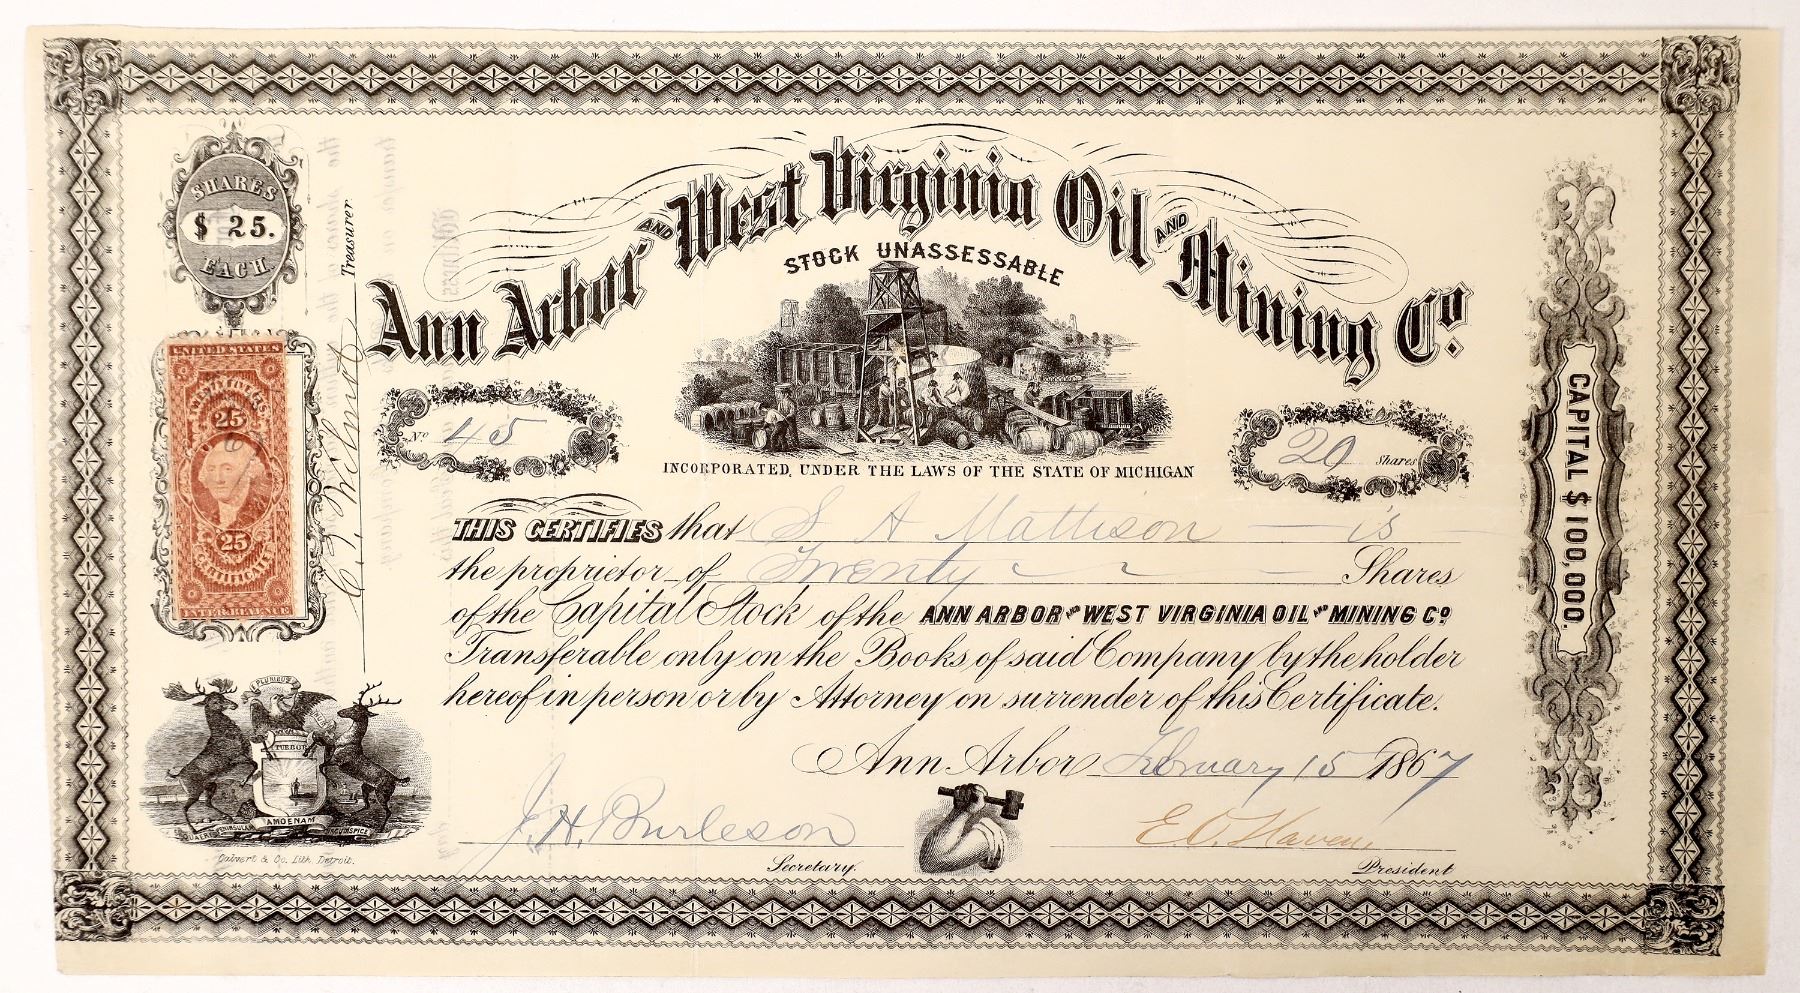 SHARES
$ 25.
EACH.
Treasurer
UNITED STATES
25
25
CERTIFICATE
INTER. REVENUE
Ann Arbor AND West Virginia Oil AND Mining Co.
STOCK UNASSESSABLE
No 45
20 Shares
INCORPORATED, UNDER THE LAWS OF THE STATE OF MICHIGAN
THIS CERTIFIES that S A Mattison is
the proprietor of Twenty Shares
of the Capital Stock of the ANN ARBOR AND WEST VIRGINIA OIL AND MINING Co
Transferable only on the Books of said Company by the holder
hereof in person or by Attorney on surrender of this Certificate.
Ann Arbor February 15 1867
J. H. Burleson
Secretary.
E. O. Haven
President
CAPITAL $ 100,000.
PLURIBUS
TUEBOR
AMOENAM
CIRCUMSPICE
Calvert & Co. Lith. Detroit.